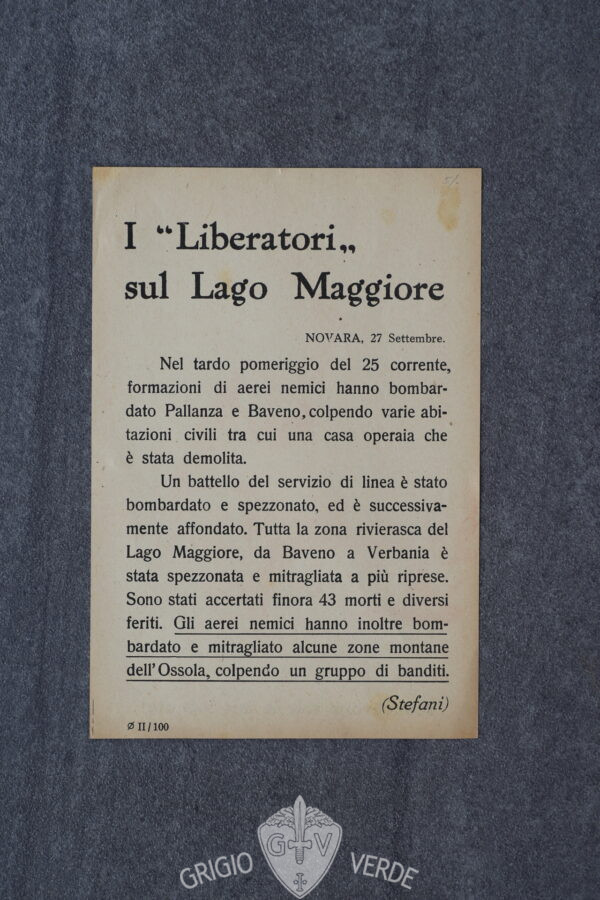 I “Liberatori„
sul Lago Maggiore
NOVARA, 27 Settembre.
Nel tardo pomeriggio del 25 corrente,
formazioni di aerei nemici hanno bombar-
dato Pallanza e Baveno, colpendo varie abi-
tazioni civili tra cui una casa operaia che
è stata demolita.
Un battello del servizio di linea è stato
bombardato e spezzonato, ed è successiva-
mente affondato. Tutta la zona rivierasca del
Lago Maggiore, da Baveno a Verbania è
stata spezzonata e mitragliata a più riprese.
Sono stati accertati finora 43 morti e diversi
feriti. Gli aerei nemici hanno inoltre bom-
bardato e mitragliato alcune zone montane
dell'Ossola, colpendo un gruppo di banditi.
(Stefani)
Ø II/100
G V
GRIGIO VERDE